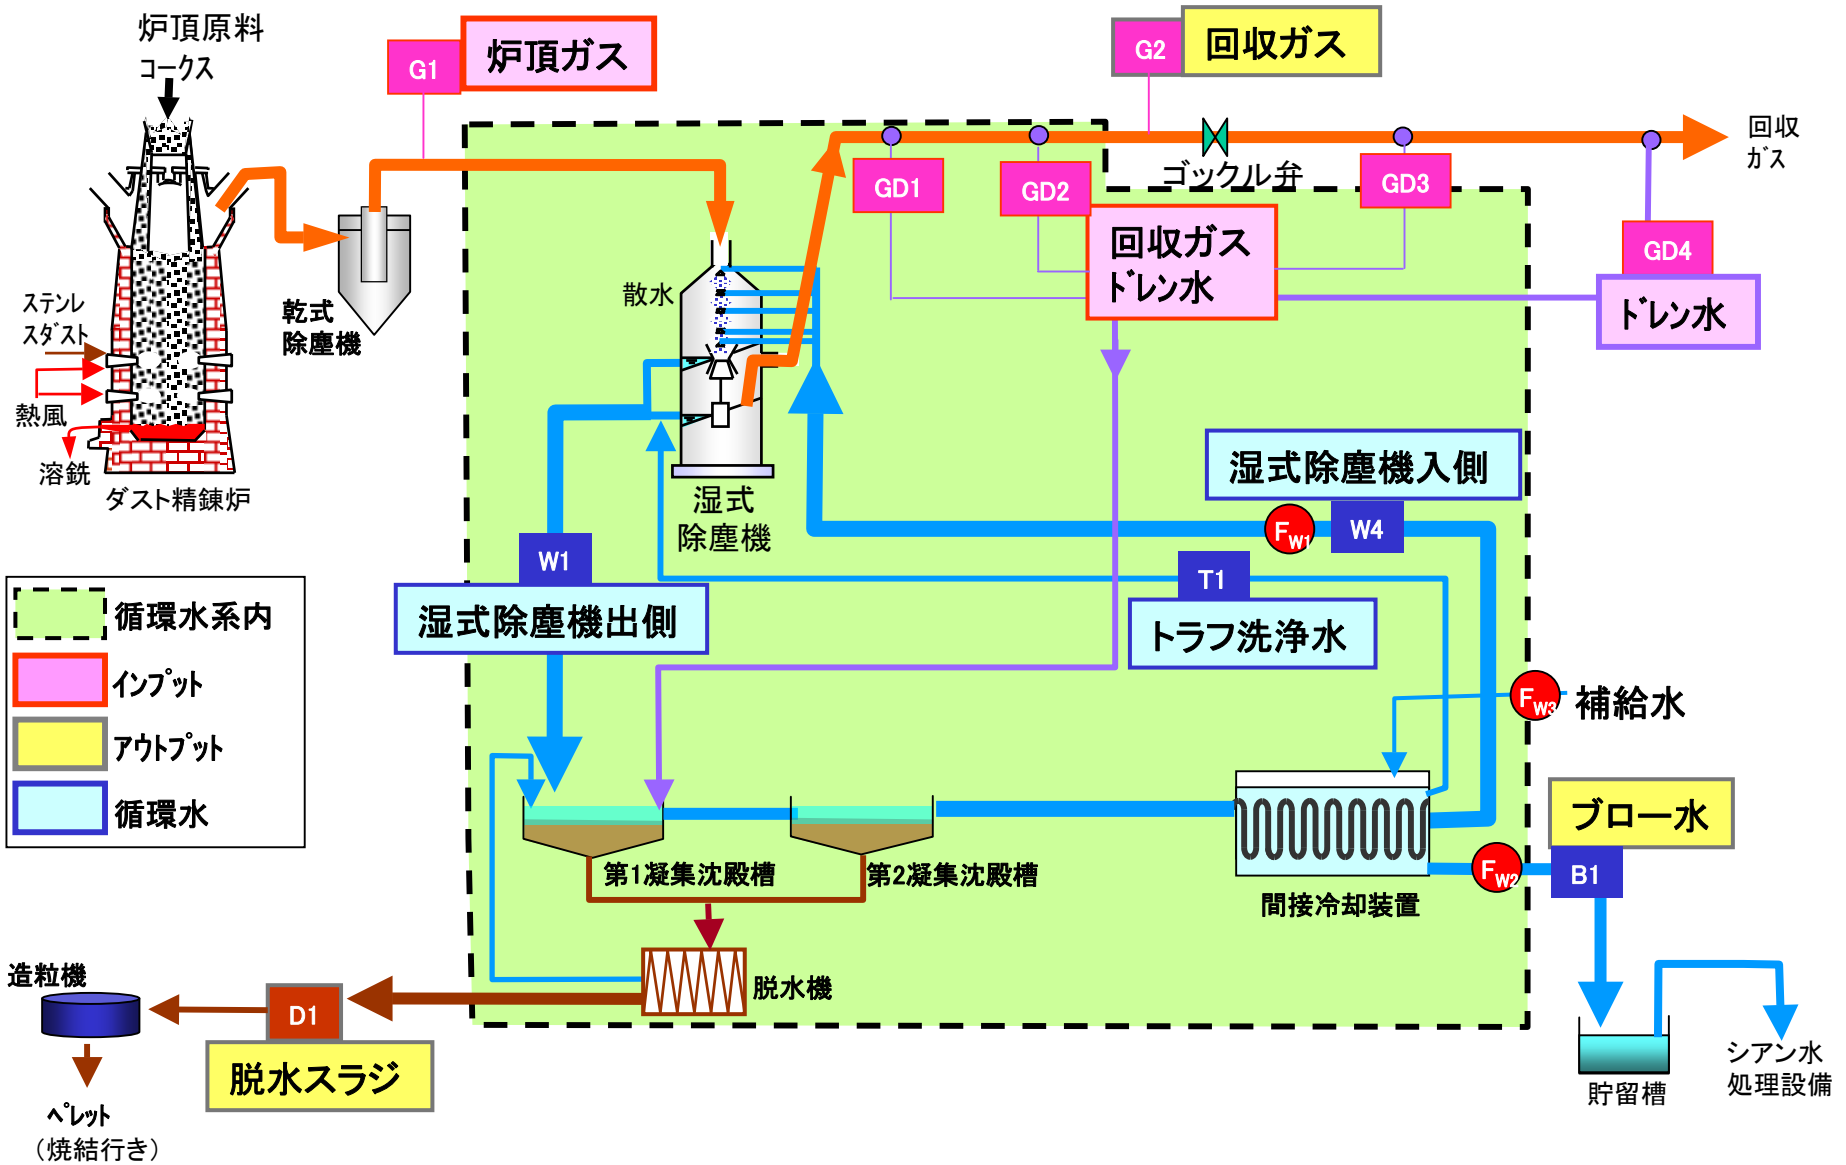 炉頂原料
コークス
G1
炉頂ガス
G2
回収ガス
回収
ガス
ゴックル弁
GD1
GD2
GD3
GD4
回収ガス
ドレン水
ドレン水
散水
乾式
除塵機
ステンレ
スダスト
熱風
溶銑
ダスト精錬炉
湿式
除塵機
湿式除塵機入側
FW1
W4
W1
湿式除塵機出側
T1
トラフ洗浄水
循環水系内
インプット
アウトプット
循環水
FW3
補給水
第1凝集沈殿槽
第2凝集沈殿槽
間接冷却装置
FW2
ブロー水
B1
脱水機
造粒機
D1
脱水スラジ
ペレット
（焼結行き）
貯留槽
シアン水
処理設備